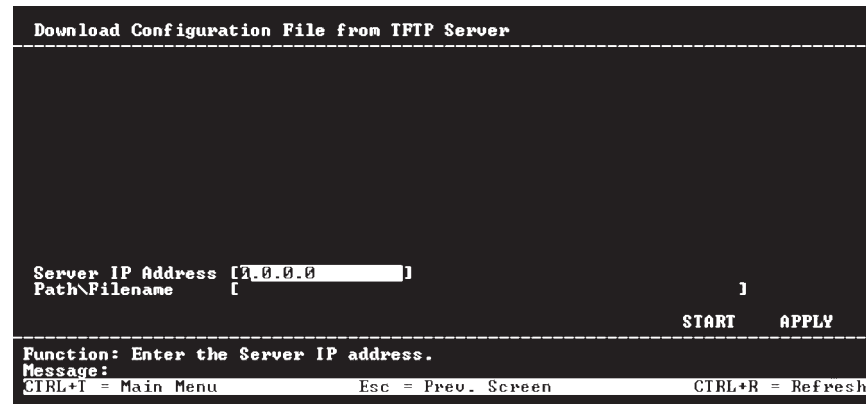 Download Configuration File from TFTP Server
Server IP Address [0.0.0.0 ]
Path\Filename [ ]
START APPLY
Function: Enter the Server IP address.
Message:
CTRL+T = Main Menu Esc = Prev. Screen CTRL+R = Refresh